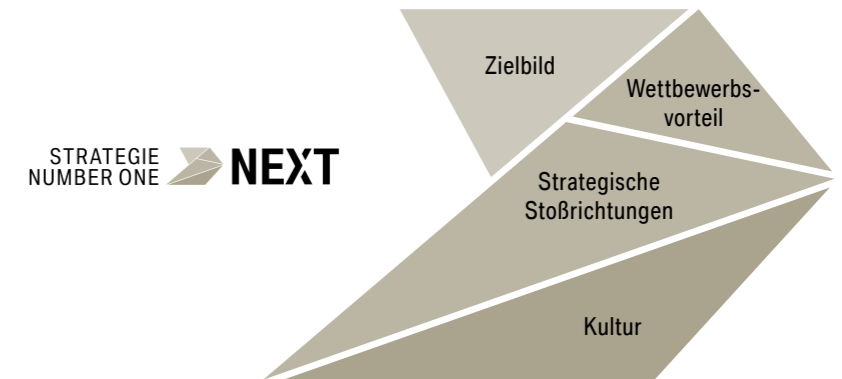 STRATEGIE
NUMBER ONE
NEXT
Zielbild
Wettbewerbs-
vorteil
Strategische
Stoßrichtungen
Kultur